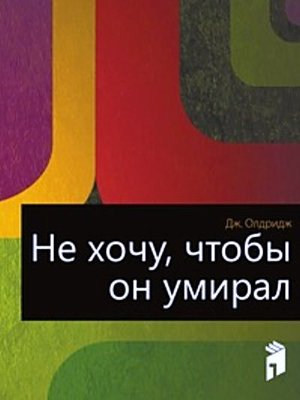 Дж. Олдридж
Не хочу, чтобы
он умирал